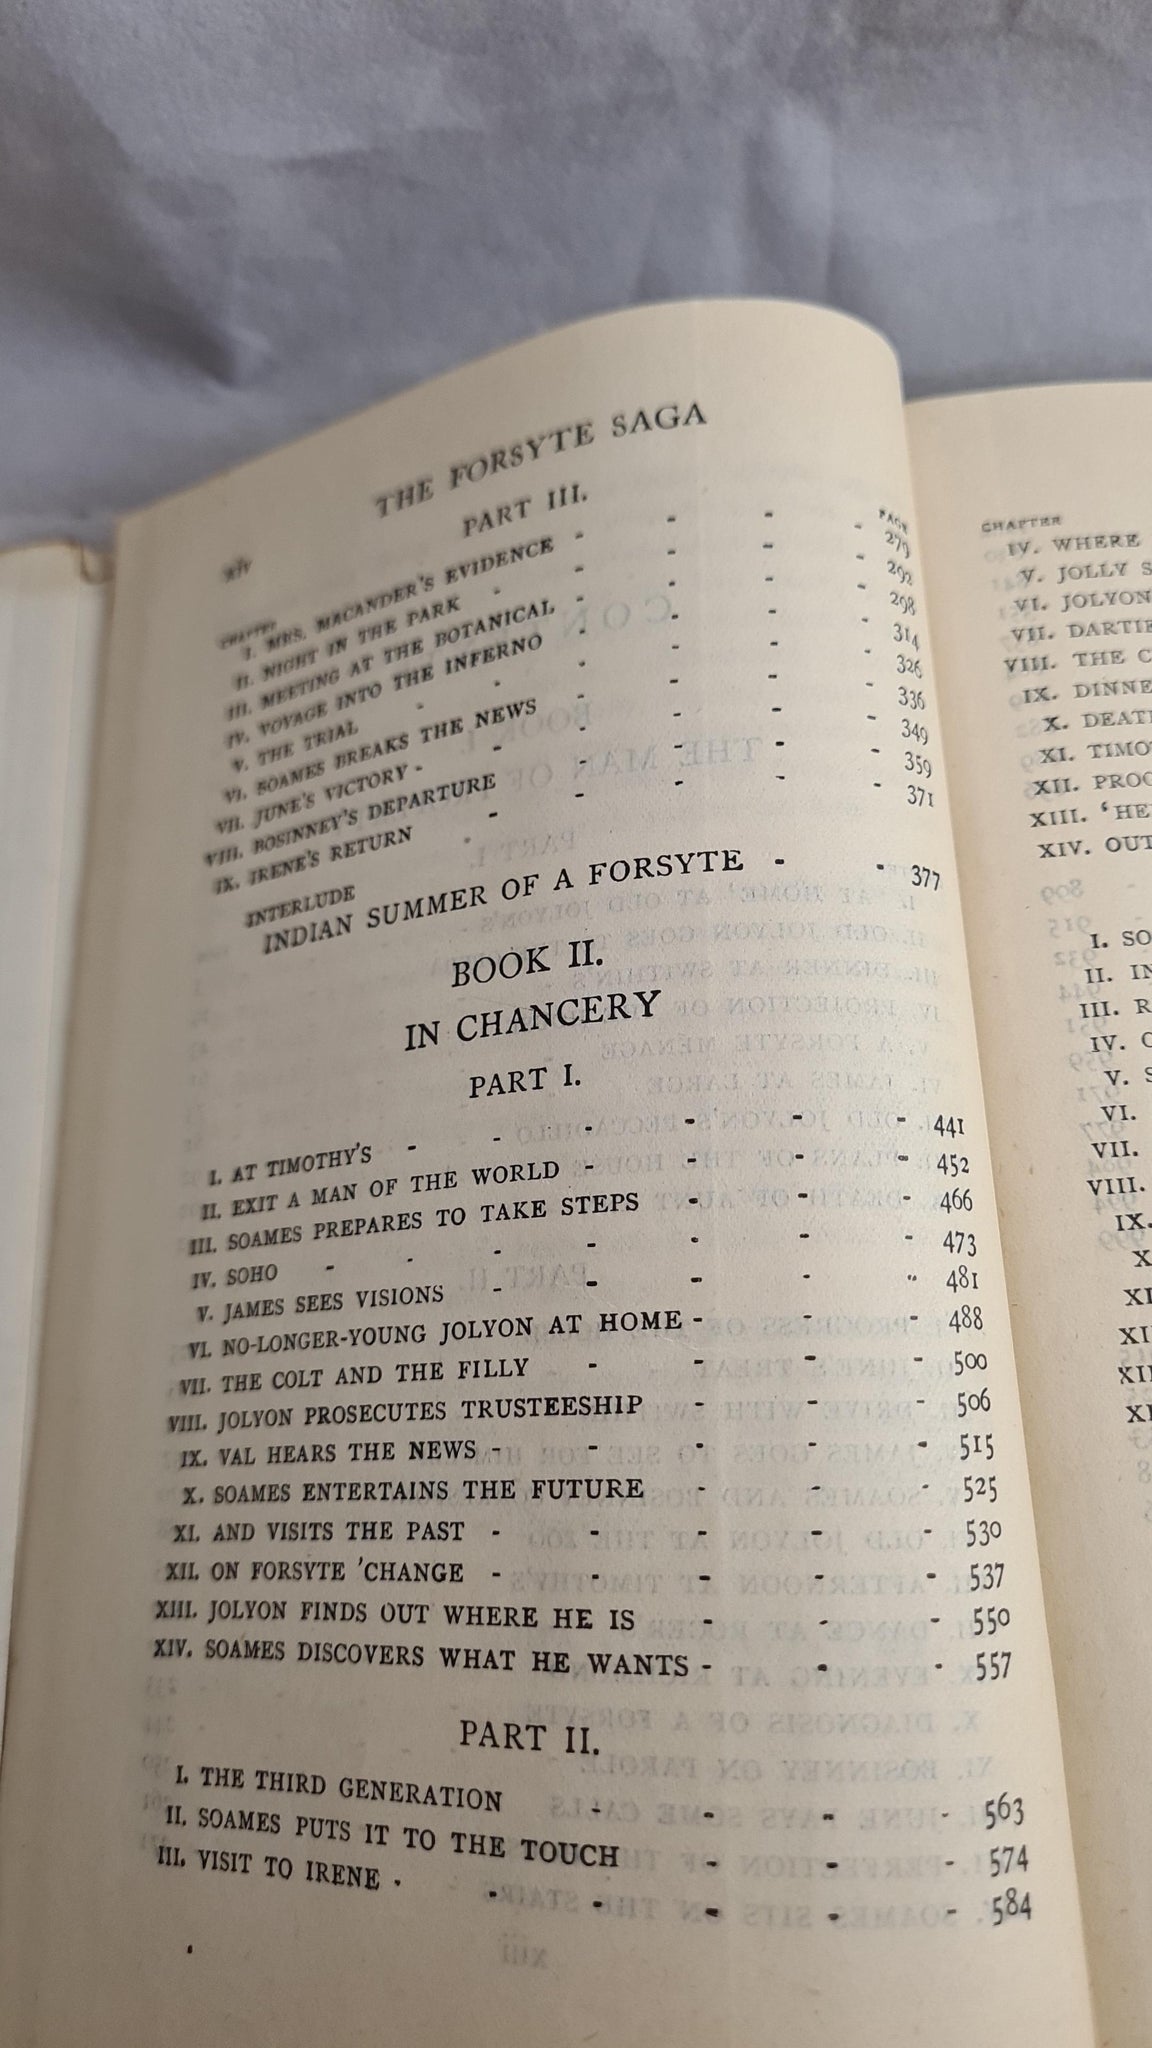 THE FORSYTE SAGA
xiv
PART III.
CHAPTER PAGE
I. MRS. MACANDER'S EVIDENCE - - - - 279
II. NIGHT IN THE PARK - - - - 292
III. MEETING AT THE BOTANICAL - - - - 298
IV. VOYAGE INTO THE INFERNO - - - - 314
V. THE TRIAL - - - - - 326
VI. SOAMES BREAKS THE NEWS - - - - 336
VII. JUNE'S VICTORY - - - - - 349
VIII. BOSINNEY'S DEPARTURE - - - - 359
IX. IRENE'S RETURN - - - - - 371
INTERLUDE
INDIAN SUMMER OF A FORSYTE - - 377
BOOK II.
IN CHANCERY
PART I.
I. AT TIMOTHY'S - - - - - - 441
II. EXIT A MAN OF THE WORLD - - - - 452
III. SOAMES PREPARES TO TAKE STEPS - - - 466
IV. SOHO - - - - - - - 473
V. JAMES SEES VISIONS - - - - - 481
VI. NO-LONGER-YOUNG JOLYON AT HOME - - - 488
VII. THE COLT AND THE FILLY - - - - 500
VIII. JOLYON PROSECUTES TRUSTEESHIP - - - 506
IX. VAL HEARS THE NEWS - - - - - 515
X. SOAMES ENTERTAINS THE FUTURE - - - 525
XI. AND VISITS THE PAST - - - - - 530
XII. ON FORSYTE 'CHANGE - - - - - 537
XIII. JOLYON FINDS OUT WHERE HE IS - - - 550
XIV. SOAMES DISCOVERS WHAT HE WANTS - - - 557
PART II.
I. THE THIRD GENERATION - - - - 563
II. SOAMES PUTS IT TO THE TOUCH - - - 574
III. VISIT TO IRENE - - - - - - 584
CHAPTER
IV. WHERE
V. JOLLY
VI. JOLYON
VII. DARTIE
VIII. THE
IX.
X.
XI.
XII.
XIII.
XIV. OUT
I.
II.
III.
IV.
V.
VI.
VII.
VIII.
IX.